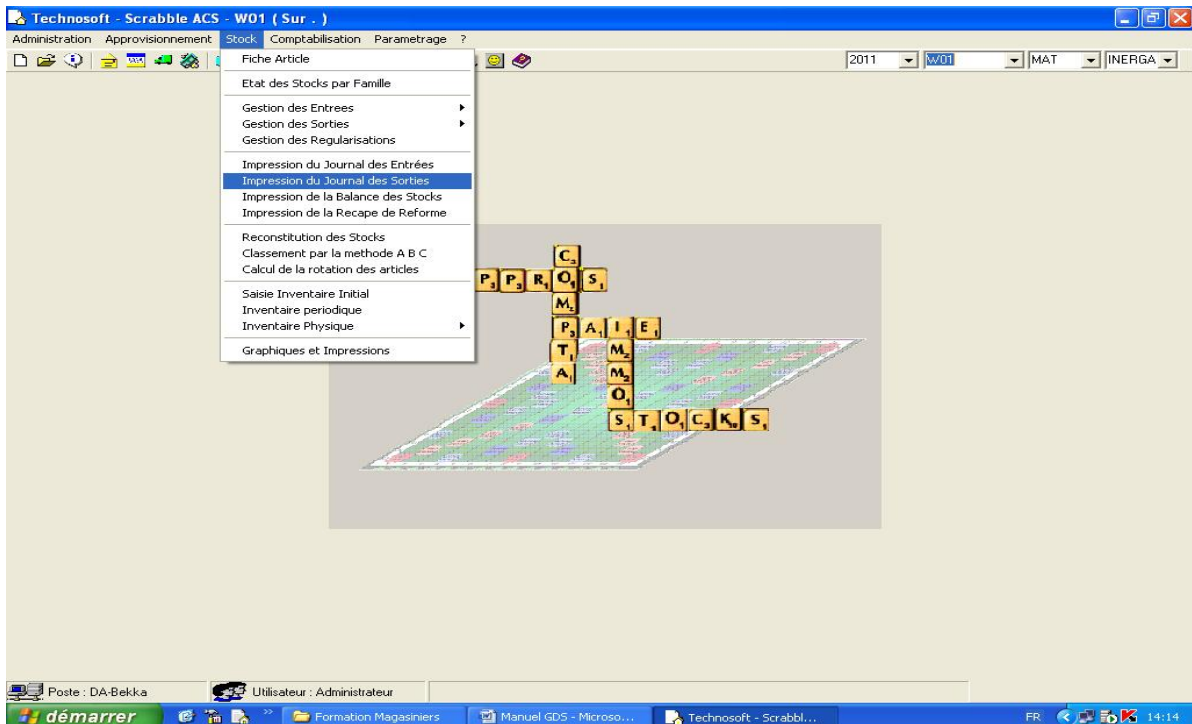 Technosoft - Scrabble ACS - W01 ( Sur . )
Administration Approvisionnement Stock Comptabilisation Parametrage ?
2011 W01 MAT INERGA
Fiche Article
Etat des Stocks par Famille
Gestion des Entrees
Gestion des Sorties
Gestion des Regularisations
Impression du Journal des Entrées
Impression du Journal des Sorties
Impression de la Balance des Stocks
Impression de la Recape de Reforme
Reconstitution des Stocks
Classement par la methode A B C
Calcul de la rotation des articles
Saisie Inventaire Initial
Inventaire periodique
Inventaire Physique
Graphiques et Impressions
PPROS
COMPTA
PAIE
IMMOS
STOCKS
Poste : DA-Bekka
Utilisateur : Administrateur
démarrer
Formation Magasiniers
Manuel GDS - Microso...
Technosoft - Scrabbl...
FR
14:14